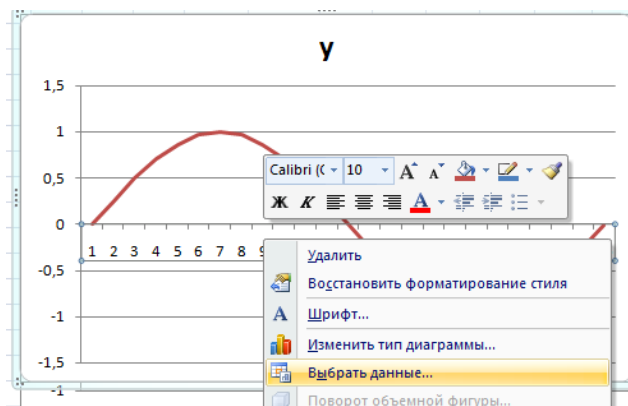 y
1,5
1
0,5
0
-0,5
-1
-1,5
-1
1 2 3 4 5 6 7 8 9
Calibri (С 10 А А
Ж К А
Удалить
Восстановить форматирование стиля
А Шрифт...
Изменить тип диаграммы...
Выбрать данные...
Поворот объемной фигуры...